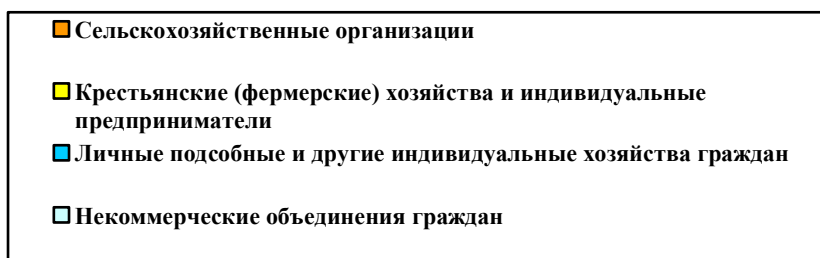 Сельскохозяйственные организации
Крестьянские (фермерские) хозяйства и индивидуальные
предприниматели
Личные подсобные и другие индивидуальные хозяйства граждан
Некоммерческие объединения граждан